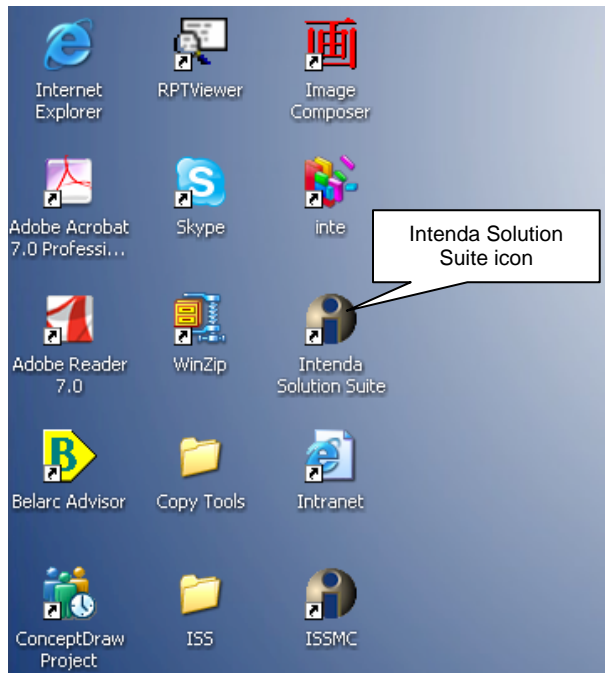 Internet
Explorer
RPTViewer
画
Image
Composer
Adobe Acrobat
7.0 Professi...
S
Skype
inte
Intenda Solution
Suite icon
Adobe Reader
7.0
WinZip
Intenda
Solution Suite
B
Belarc Advisor
Copy Tools
Intranet
ConceptDraw
Project
ISS
ISSMC